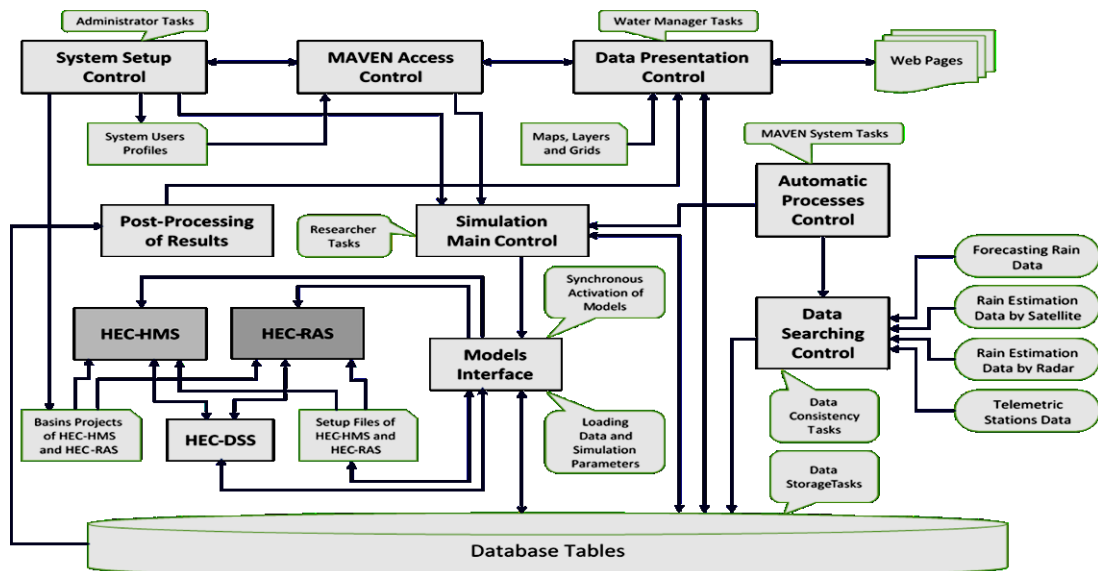 Administrator Tasks
Water Manager Tasks
System Setup
Control
MAVEN Access
Control
Data Presentation
Control
Web Pages
System Users
Profiles
Maps, Layers
and Grids
MAVEN System Tasks
Automatic
Processes
Control
Post-Processing
of Results
Researcher
Tasks
Simulation
Main Control
Forecasting Rain
Data
Synchronous
Activation of
Models
Rain Estimation
Data by Satellite
HEC-HMS
HEC-RAS
Data
Searching
Control
Models
Interface
Rain Estimation
Data by Radar
Telemetric
Stations Data
Basins Projects
of HEC-HMS
and HEC-RAS
HEC-DSS
Setup Files of
HEC-HMS and
HEC-RAS
Loading
Data and
Simulation
Parameters
Data
Consistency
Tasks
Data
StorageTasks
Database Tables